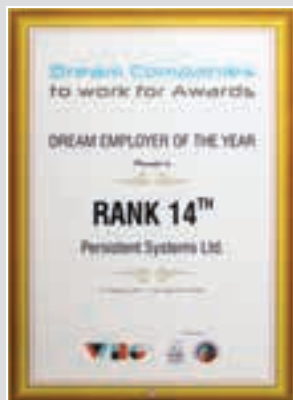 Dream Companies
to work for Awards
DREAM EMPLOYER OF THE YEAR
RANK 14TH
Persistent Systems Ltd.